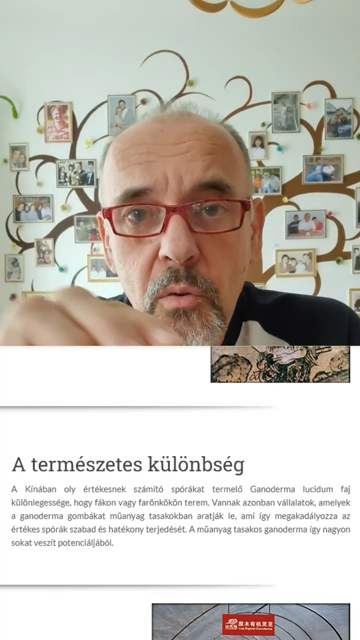 A természetes különbség
A Kínában oly értékesnek számító spórákat termelő Ganoderma lucidum faj
különlegessége, hogy fákon vagy farönkökön terem. Vannak azonban vállalatok, amelyek
a ganoderma gombákat műanyag tasakokban aratják le, ami így megakadályozza az
értékes spórák szabad és hatékony terjedését. A műanyag tasakos ganoderma így nagyon
sokat veszít potenciáljából.